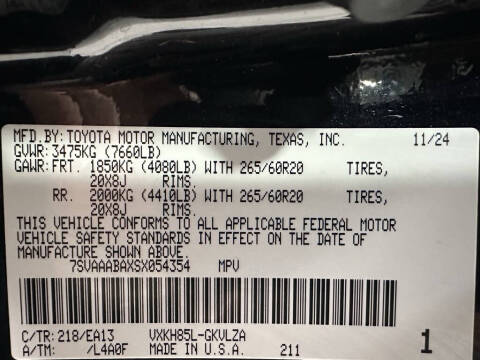 MFD.BY:TOYOTA MOTOR MANUFACTURING, TEXAS, INC. 11/24
GVWR:3475KG (7660LB)
GAWR:FRT. 1850KG (4080LB) WITH 265/60R20 TIRES,
20X8J RIMS.
RR. 2000KG (4410LB) WITH 265/60R20 TIRES,
20X8J RIMS.
THIS VEHICLE CONFORMS TO ALL APPLICABLE FEDERAL MOTOR
VEHICLE SAFETY STANDARDS IN EFFECT ON THE DATE OF
MANUFACTURE SHOWN ABOVE.
7SVAAABAXSX054354 MPV
C/TR:218/EA13 VXKH85L-GKVLZA
A/TM: /L4A0F MADE IN U.S.A. 211 1